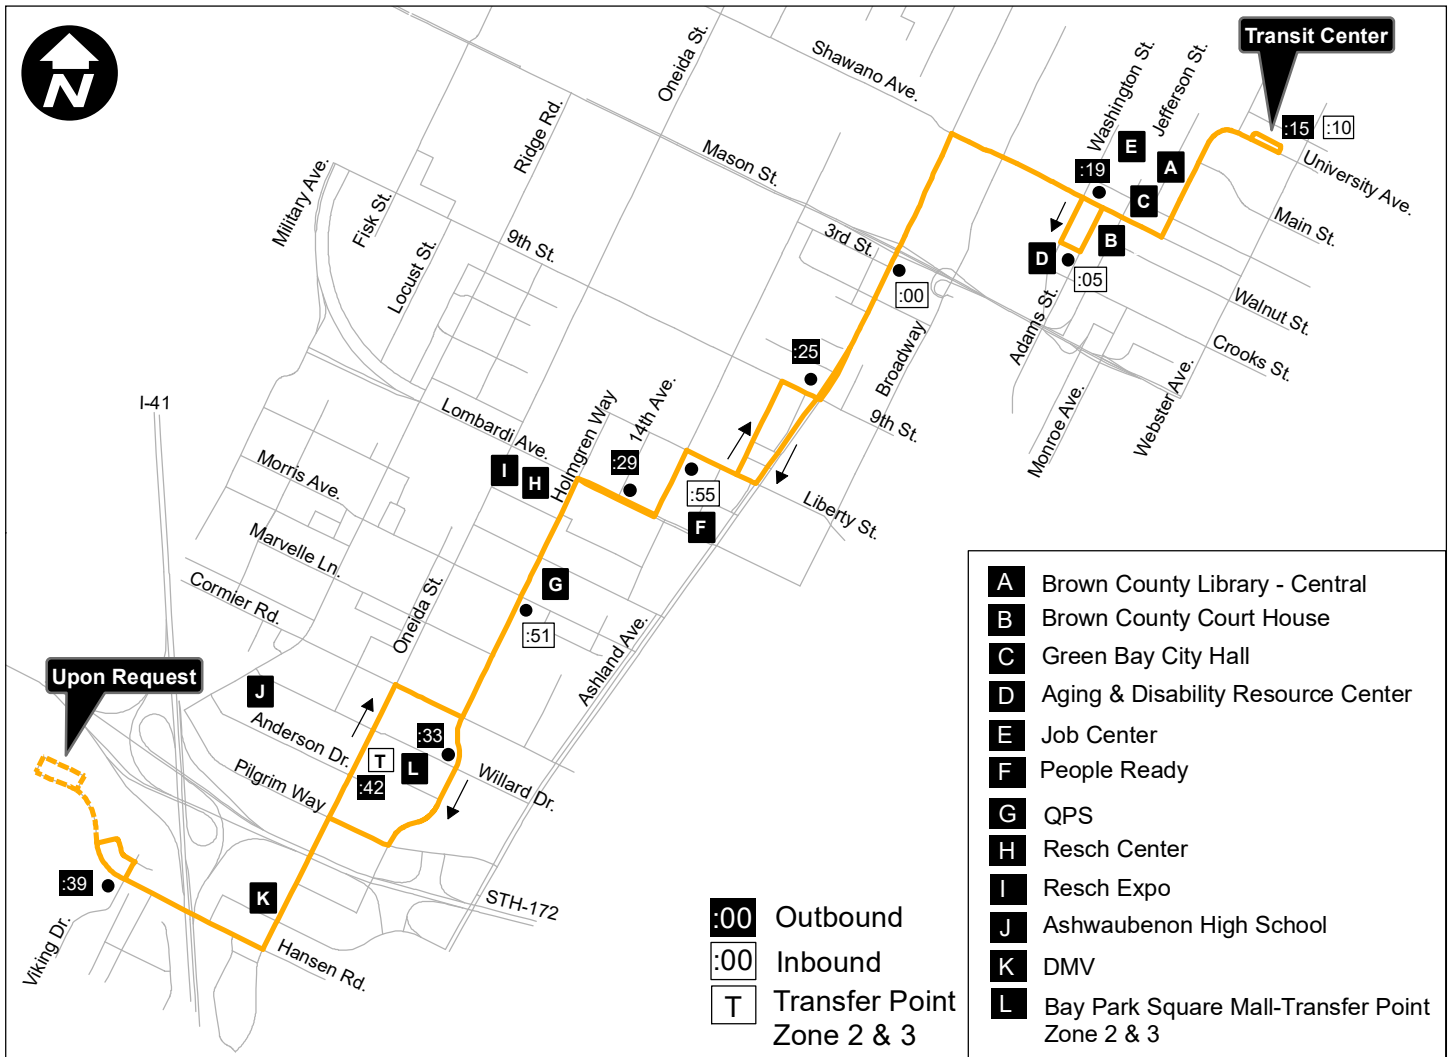 N
Oneida St.
Shawano Ave.
Washington St.
Jefferson St.
Transit Center
:15
:10
University Ave.
Main St.
Ridge Rd.
Mason St.
E
A
:19
C
B
D
:05
Military Ave.
Fisk St.
Locust St.
9th St.
3rd St.
:00
Adams St.
Walnut St.
Crooks St.
Broadway
Monroe Ave.
Webster Ave.
:25
9th St.
I-41
Lombardi Ave.
Holmgren Way
14th Ave.
:29
I
H
:55
F
Liberty St.
Morris Ave.
Marvelle Ln.
Cormier Rd.
Oneida St.
G
:51
Ashland Ave.
Upon Request
J
Anderson Dr.
Pilgrim Way
:33
T
L
:42
Willard Dr.
:39
K
STH-172
Viking Dr.
Hansen Rd.
:00 Outbound
:00 Inbound
T Transfer Point
Zone 2 & 3
A Brown County Library - Central
B Brown County Court House
C Green Bay City Hall
D Aging & Disability Resource Center
E Job Center
F People Ready
G QPS
H Resch Center
I Resch Expo
J Ashwaubenon High School
K DMV
L Bay Park Square Mall-Transfer Point
Zone 2 & 3